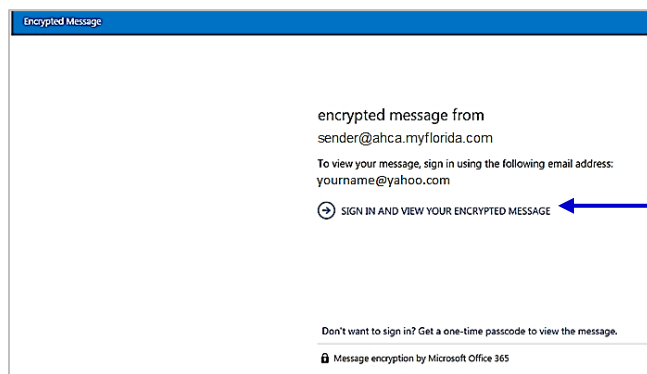 Encrypted Message
encrypted message from
sender@ahca.myflorida.com
To view your message, sign in using the following email address:
yourname@yahoo.com
SIGN IN AND VIEW YOUR ENCRYPTED MESSAGE
Don't want to sign in? Get a one-time passcode to view the message.
Message encryption by Microsoft Office 365